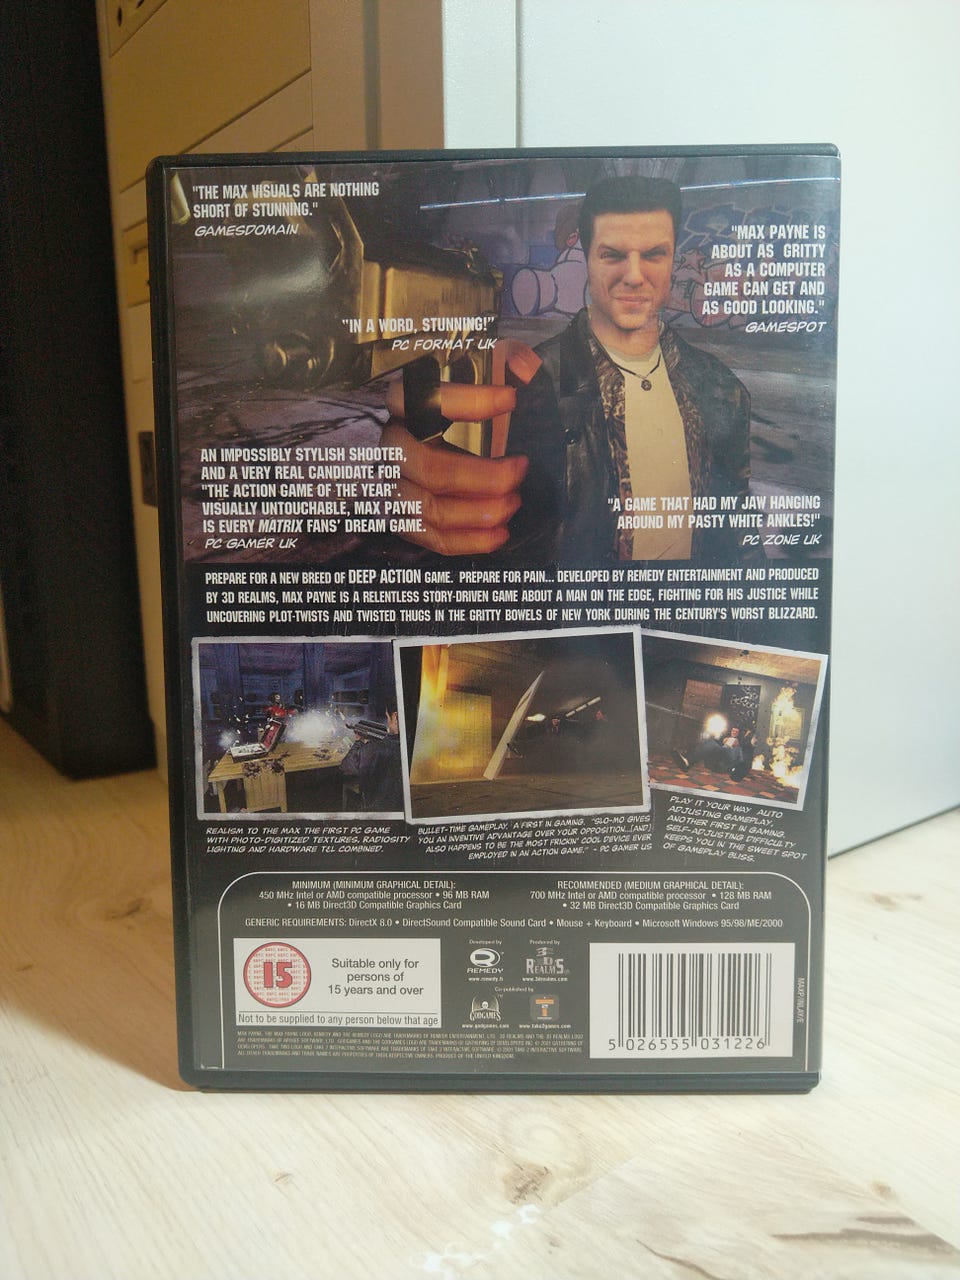 "THE MAX VISUALS ARE NOTHING
SHORT OF STUNNING."
GAMESDOMAIN
"MAX PAYNE IS
ABOUT AS GRITTY
AS A COMPUTER
GAME CAN GET AND
AS GOOD LOOKING."
GAMESPOT
"IN A WORD, STUNNING!"
PC FORMAT UK
AN IMPOSSIBLY STYLISH SHOOTER,
AND A VERY REAL CANDIDATE FOR
"THE ACTION GAME OF THE YEAR".
VISUALLY UNTOUCHABLE, MAX PAYNE
IS EVERY MATRIX FANS' DREAM GAME.
PC GAMER UK
"A GAME THAT HAD MY JAW HANGING
AROUND MY PASTY WHITE ANKLES!"
PC ZONE UK
PREPARE FOR A NEW BREED OF DEEP ACTION GAME. PREPARE FOR PAIN... DEVELOPED BY REMEDY ENTERTAINMENT AND PRODUCED
BY 3D REALMS, MAX PAYNE IS A RELENTLESS STORY-DRIVEN GAME ABOUT A MAN ON THE EDGE, FIGHTING FOR HIS JUSTICE WHILE
UNCOVERING PLOT-TWISTS AND TWISTED THUGS IN THE GRITTY BOWELS OF NEW YORK DURING THE CENTURY'S WORST BLIZZARD.
REALISM TO THE MAX THE FIRST PC GAME
WITH PHOTO-DIGITIZED TEXTURES, RADIOSITY
LIGHTING AND HARDWARE T&L COMBINED.
BULLET-TIME GAMEPLAY, A FIRST IN GAMING. "SLO-MO GIVES
YOU AN INVENTIVE ADVANTAGE OVER YOUR OPPOSITION...[AND]
ALSO HAPPENS TO BE THE MOST FRICKIN' COOL DEVICE EVER
EMPLOYED IN AN ACTION GAME." - PC GAMER US
PLAY IT YOUR WAY AUTO
ADJUSTING GAMEPLAY,
ANOTHER FIRST IN GAMING.
SELF-ADJUSTING DIFFICULTY
KEEPS YOU IN THE SWEET SPOT
OF GAMEPLAY BLISS.
MINIMUM (MINIMUM GRAPHICAL DETAIL):
450 MHz Intel or AMD compatible processor • 96 MB RAM
• 16 MB Direct3D Compatible Graphics Card
RECOMMENDED (MEDIUM GRAPHICAL DETAIL):
700 MHz Intel or AMD compatible processor • 128 MB RAM
• 32 MB Direct3D Compatible Graphics Card
GENERIC REQUIREMENTS: DirectX 8.0 • DirectSound Compatible Sound Card • Mouse + Keyboard • Microsoft Windows 95/98/ME/2000
15
Suitable only for
persons of
15 years and over
Not to be supplied to any person below that age
Developed by
REMEDY
www.remedy.fi
Produced by
3D REALMS
www.3drealms.com
Co-published by
GODGAMES
www.godgames.com
www.take2games.com
5 026555 031226